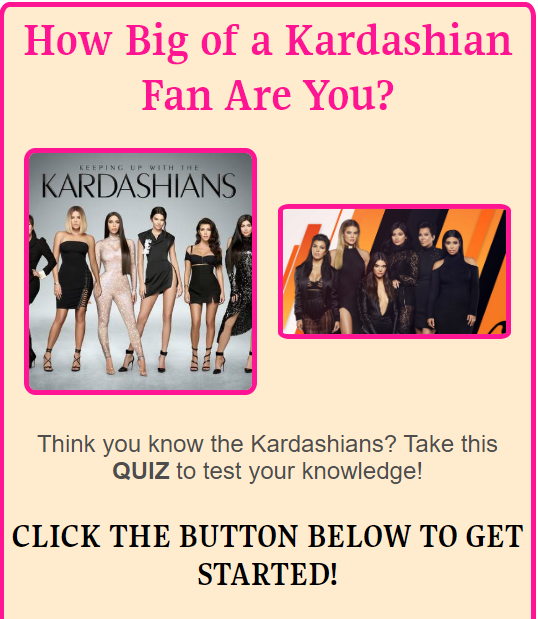 How Big of a Kardashian
Fan Are You?
KEEPING UP WITH THE
KARDASHIANS
Think you know the Kardashians? Take this
QUIZ to test your knowledge!
CLICK THE BUTTON BELOW TO GET
STARTED!